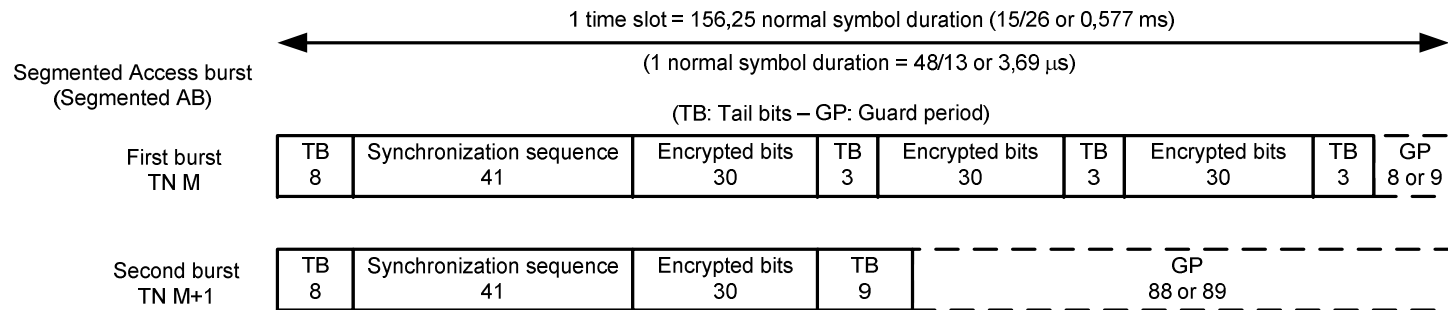 1 time slot = 156,25 normal symbol duration (15/26 or 0,577 ms)
(1 normal symbol duration = 48/13 or 3,69 μs)
Segmented Access burst
(Segmented AB)
(TB: Tail bits – GP: Guard period)
First burst
TN M
TB Synchronization sequence Encrypted bits TB Encrypted bits TB Encrypted bits TB GP
8 41 30 3 30 3 30 3 8 or 9
Second burst
TN M+1
TB Synchronization sequence Encrypted bits TB GP
8 41 30 9 88 or 89